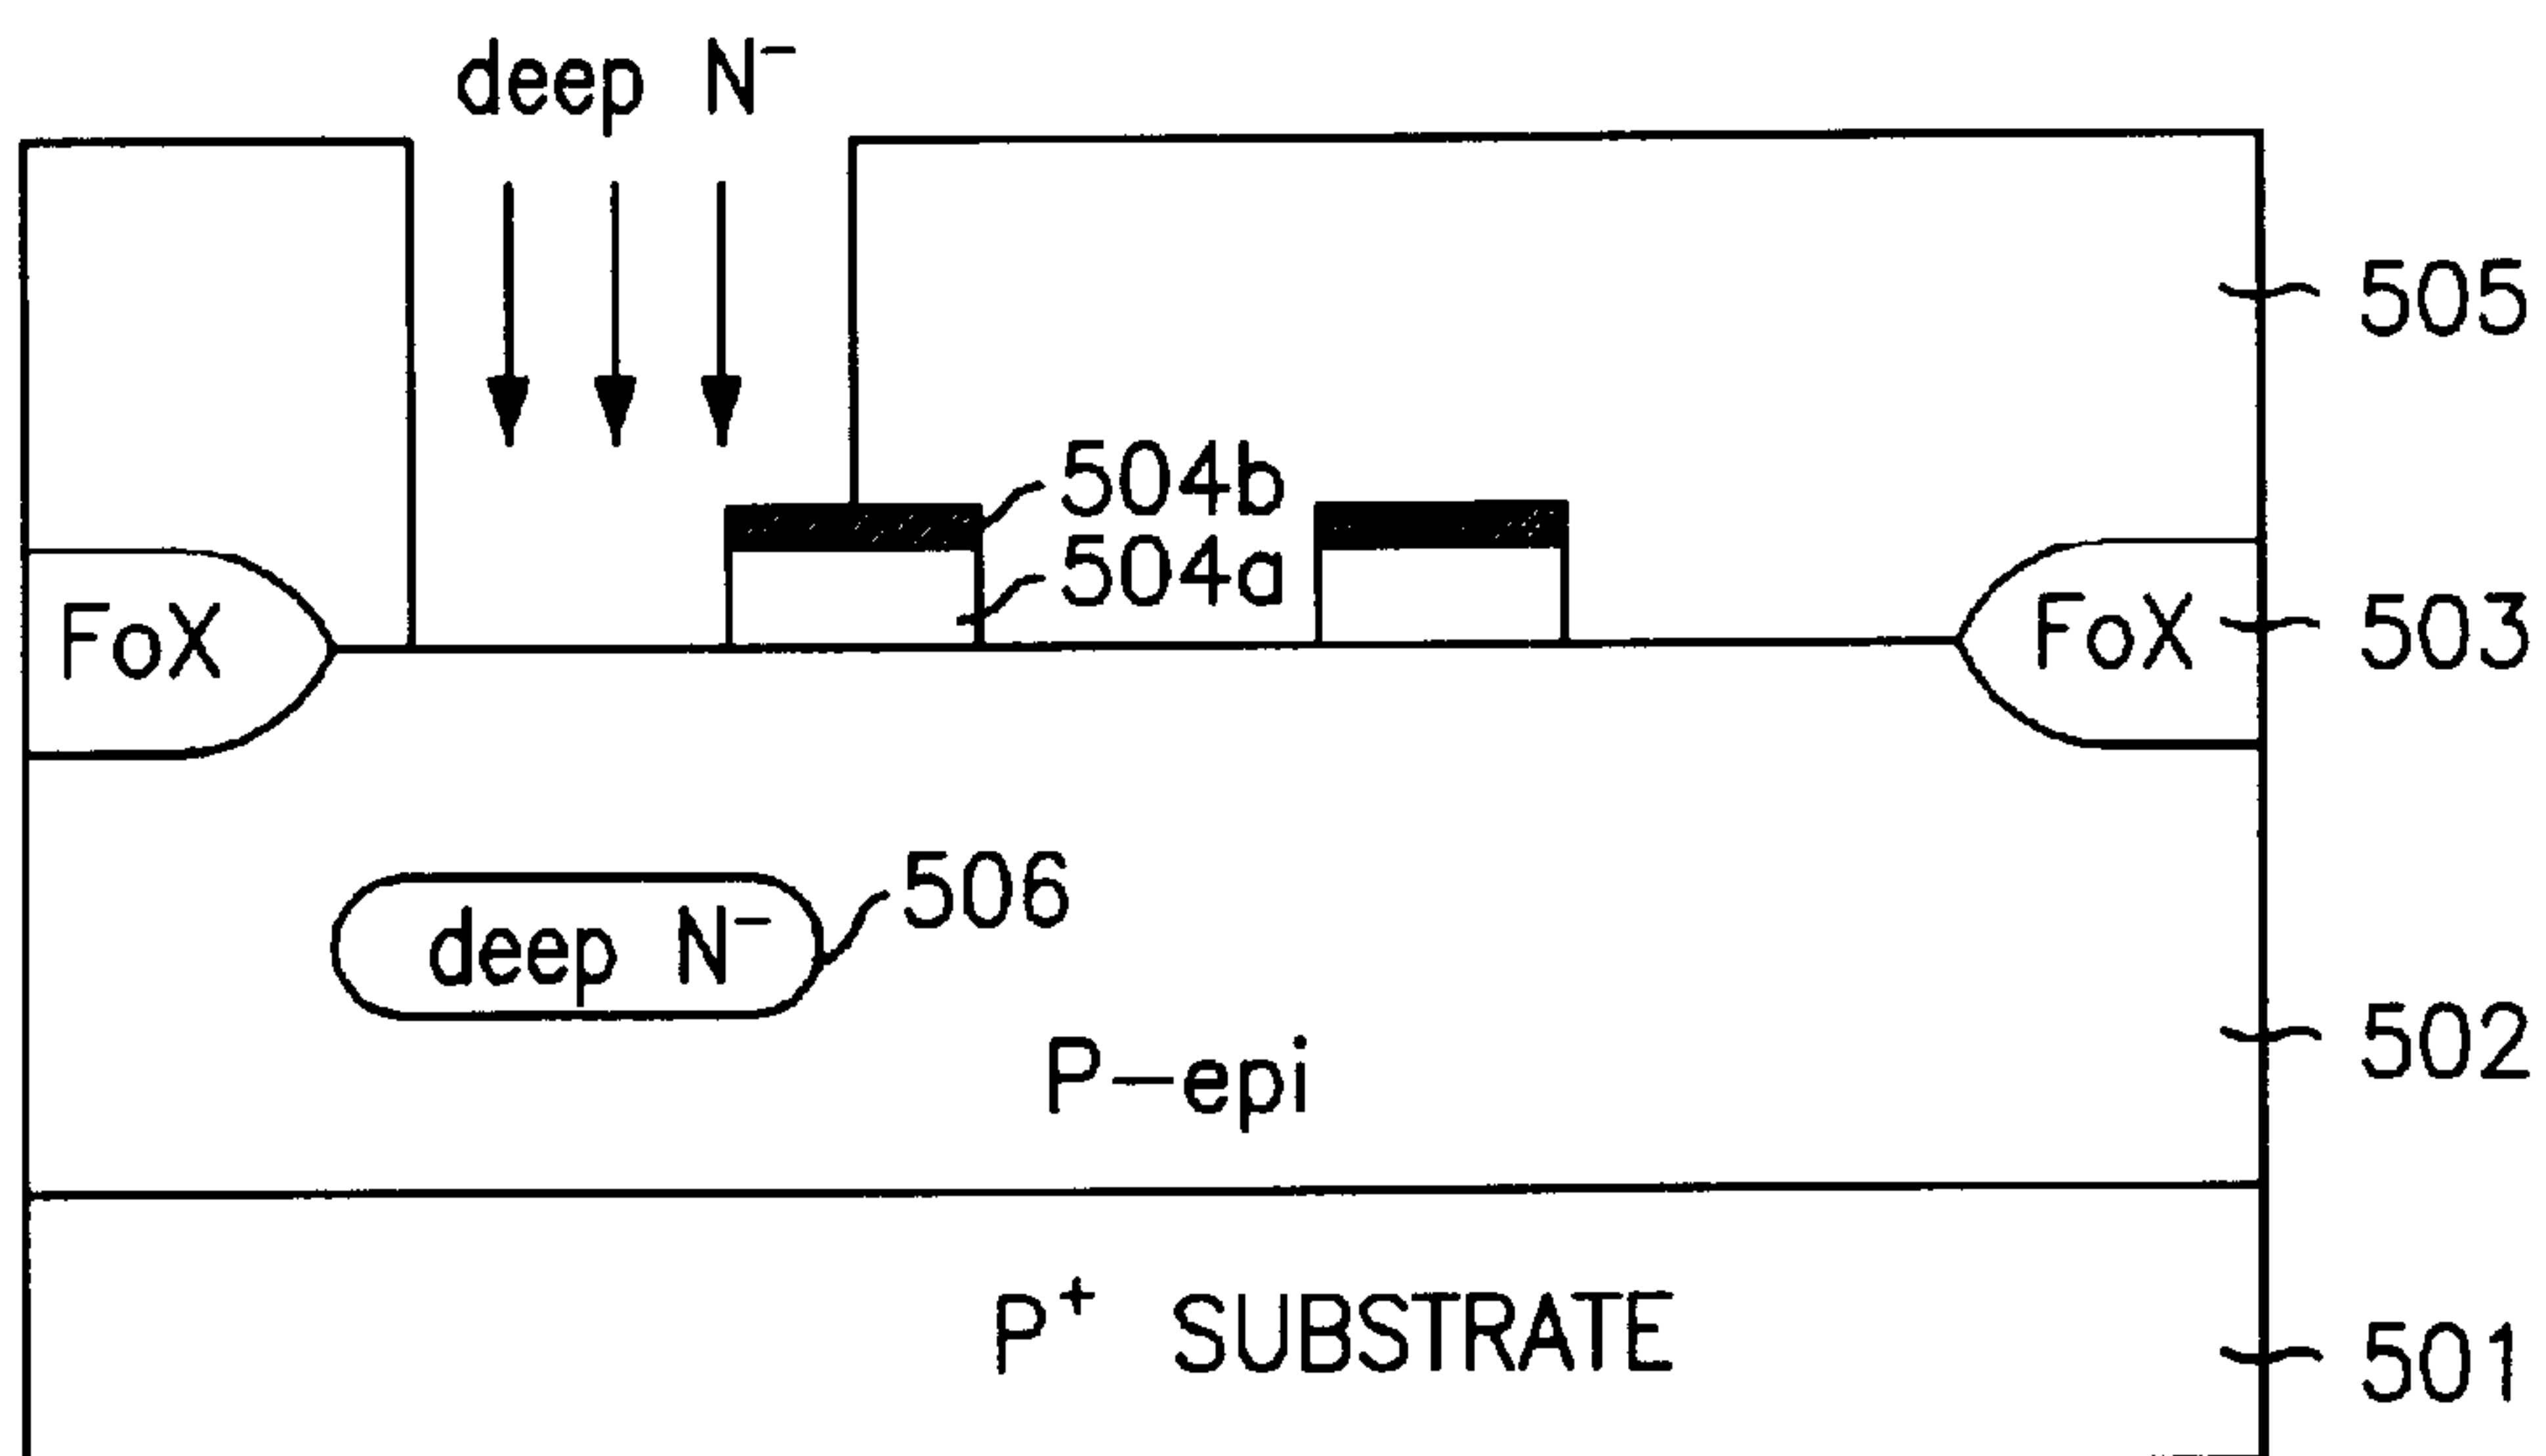 deep N⁻
505
504b
504a
FoX
FoX
503
506
deep N⁻
502
P-epi
P⁺ SUBSTRATE
501